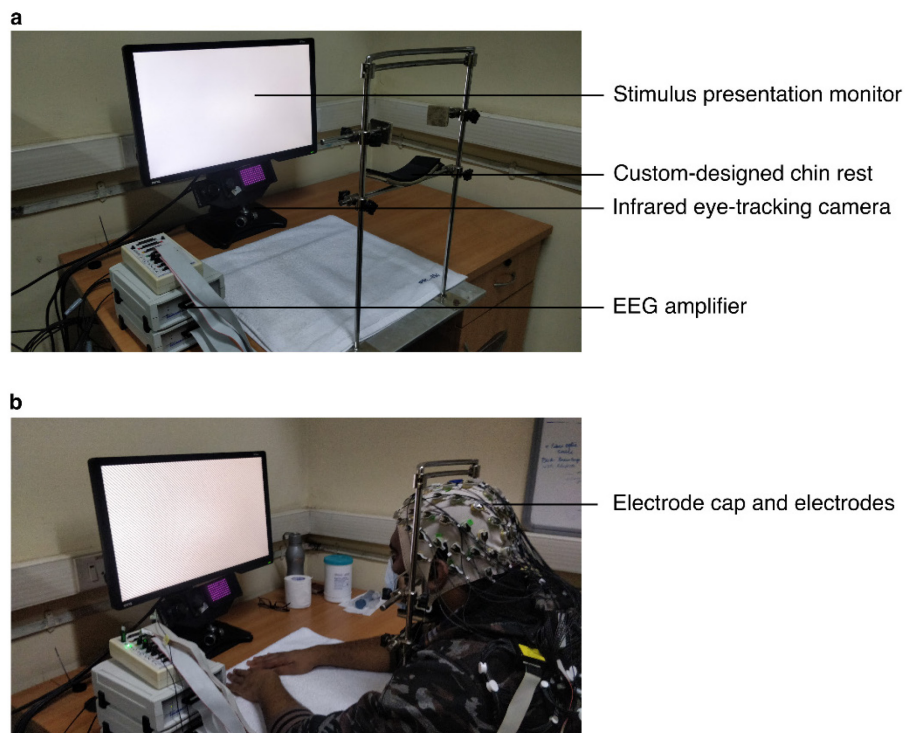 a
Stimulus presentation monitor
Custom-designed chin rest
Infrared eye-tracking camera
EEG amplifier
b
Electrode cap and electrodes